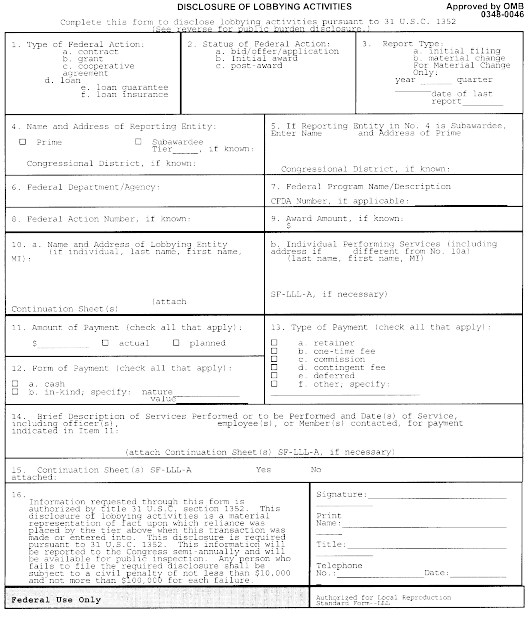 DISCLOSURE OF LOBBYING ACTIVITIES
Approved by OMB
0348-0046
Complete this form to disclose lobbying activities pursuant to 31 U.S.C. 1352
(See reverse for public burden disclosure.)
1. Type of Federal Action:
a. contract
b. grant
c. cooperative
agreement
d. loan
e. loan guarantee
f. loan insurance
2. Status of Federal Action:
a. bid/offer/application
b. Initial award
c. post-award
3. Report Type:
a. initial filing
b. material change
For Material Change
Only:
year _____ quarter
_____date of last
report_______
4. Name and Address of Reporting Entity:
☐ Prime ☐ Subawardee
Tier_____, if known:
Congressional District, if known:
5. If Reporting Entity in No. 4 is Subawardee,
Enter Name and Address of Prime
Congressional District, if known:
6. Federal Department/Agency:
7. Federal Program Name/Description
CFDA Number, if applicable: __________
8. Federal Action Number, if known:
9. Award Amount, if known:
$
10. a. Name and Address of Lobbying Entity
(if individual, last name, first name,
MI):
(attach
Continuation Sheet(s)
b. Individual Performing Services (including
address if different from No. 10a)
(last name, first name, MI)
SF-LLL-A, if necessary)
11. Amount of Payment (check all that apply):
$_________ ☐ actual ☐ planned
12. Form of Payment (check all that apply):
☐ a. cash
☐ b. in-kind; specify: nature__________
value__________
13. Type of Payment (check all that apply):
☐ a. retainer
☐ b. one-time fee
☐ c. commission
☐ d. contingent fee
☐ e. deferred
☐ f. other, specify:
14. Brief Description of Services Performed or to be Performed and Date(s) of Service,
including officer(s), employee(s), or Member(s) contacted, for payment
indicated in Item 11:
(attach Continuation Sheet(s) SF-LLL-A, if necessary)
15. Continuation Sheet(s) SF-LLL-A Yes No
attached:
16.
Information requested through this form is
authorized by title 31 U.S.C. section 1352. This
disclosure of lobbying activities is a material
representation of fact upon which reliance was
placed by the tier above when this transaction was
made or entered into. This disclosure is required
pursuant to 31 U.S.C. 1352. This information will
be reported to the Congress semi-annually and will
be available for public inspection. Any person who
fails to file the required disclosure shall be
subject to a civil penalty of not less than $10,000
and not more than $100,000 for each failure.
Signature:__________
Print
Name:__________
Title:__________
Telephone
No.:__________ Date:__________
Federal Use Only
Authorized for Local Reproduction
Standard Form--LLL